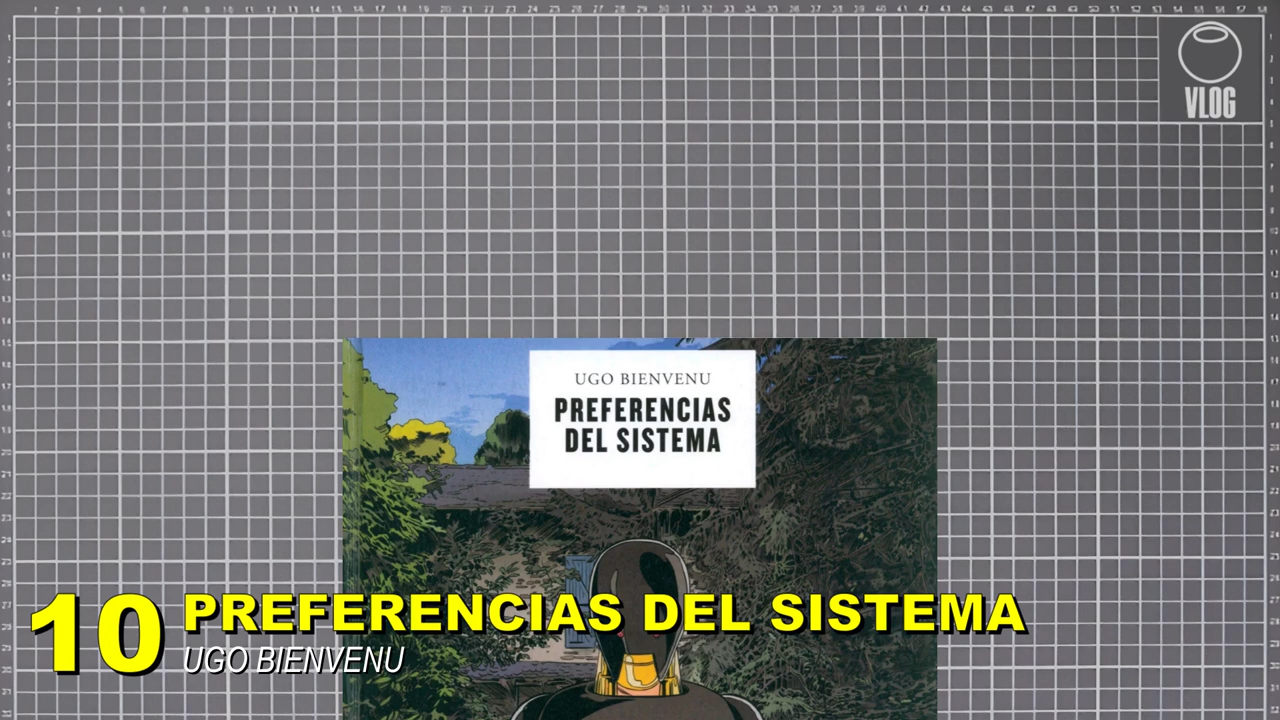 VLOG
UGO BIENVENU
PREFERENCIAS
DEL SISTEMA
10 PREFERENCIAS DEL SISTEMA
UGO BIENVENU